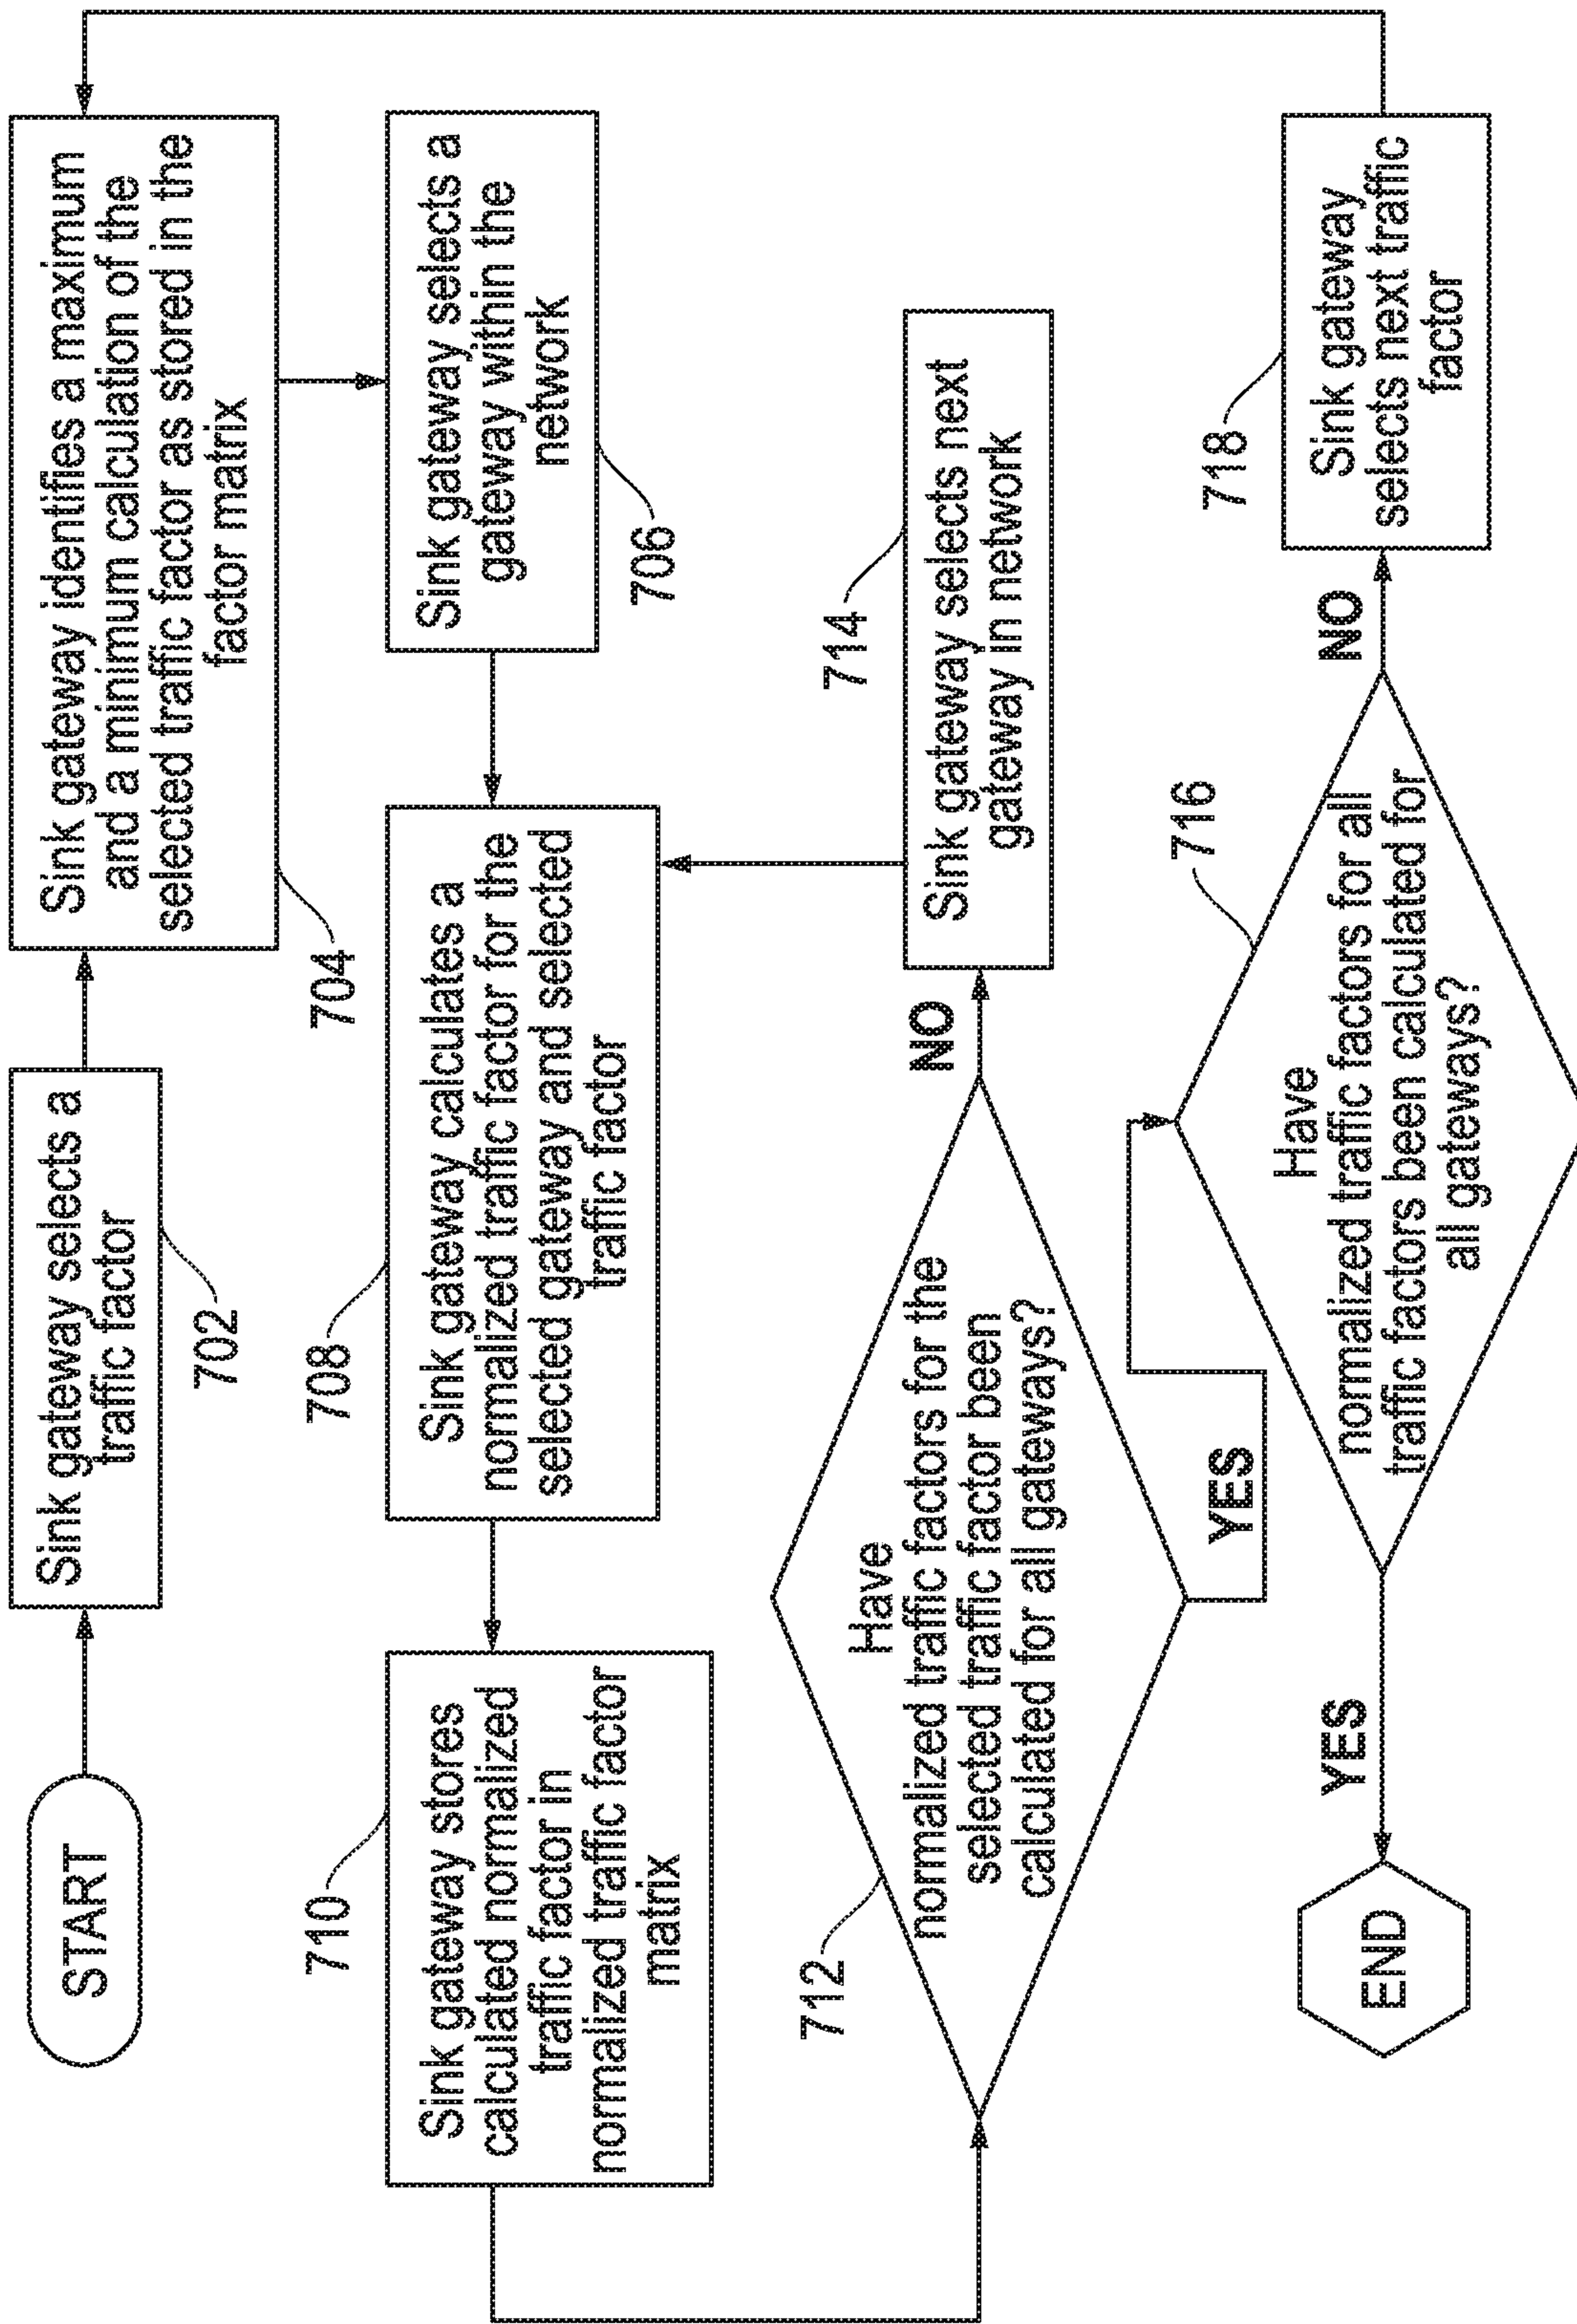 START
Sink gateway selects a
traffic factor
702
Sink gateway identifies a maximum
and a minimum calculation of the
selected traffic factor as stored in the
factor matrix
704
Sink gateway selects a
gateway within the
network
706
708
Sink gateway calculates a
normalized traffic factor for the
selected gateway and selected
traffic factor
710
Sink gateway stores
calculated normalized
traffic factor in
normalized traffic factor
matrix
712
Have
normalized traffic factors for the
selected traffic factor been
calculated for all gateways?
NO
714
Sink gateway selects next
gateway in network
YES
716
Have
normalized traffic factors for all
traffic factors been calculated for
all gateways?
NO
718
Sink gateway
selects next traffic
factor
YES
END